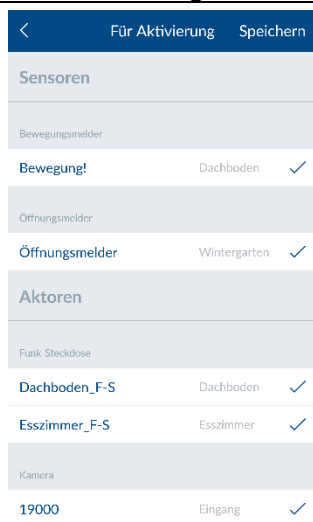 Für Aktivierung Speichern
Sensoren
Bewegungsmelder
Bewegung! Dachboden
Öffnungsmelder
Öffnungsmelder Wintergarten
Aktoren
Funk Steckdose
Dachboden_F-S Dachboden
Esszimmer_F-S Esszimmer
Kamera
19000 Eingang